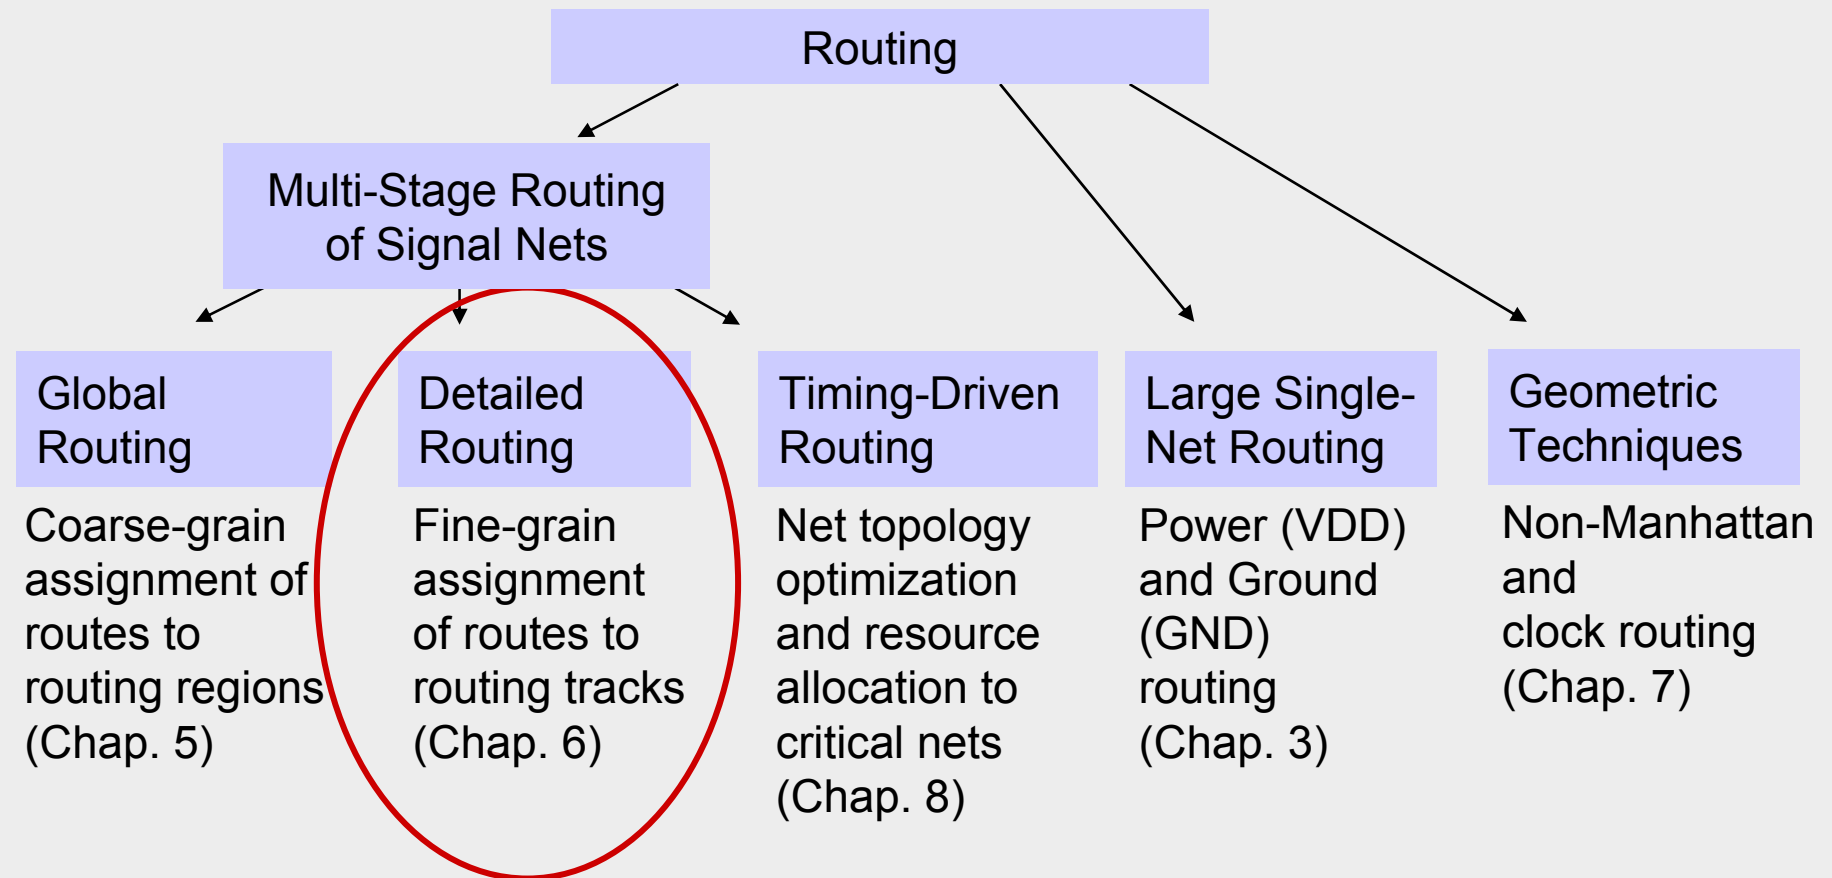 Routing
Multi-Stage Routing
of Signal Nets
Global
Routing
Coarse-grain
assignment of
routes to
routing regions
(Chap. 5)
Detailed
Routing
Fine-grain
assignment
of routes to
routing tracks
(Chap. 6)
Timing-Driven
Routing
Net topology
optimization
and resource
allocation to
critical nets
(Chap. 8)
Large Single-
Net Routing
Power (VDD)
and Ground
(GND)
routing
(Chap. 3)
Geometric
Techniques
Non-Manhattan
and
clock routing
(Chap. 7)